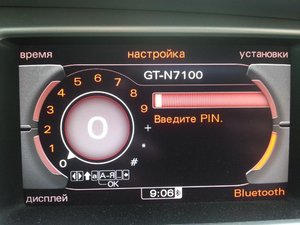 время настройка установки
GT-N7100
Введите PIN.
0 1 2 3 4 5 6 7 8 9 + - #
0
a А-Я
OK
дисплей 9:06 Bluetooth